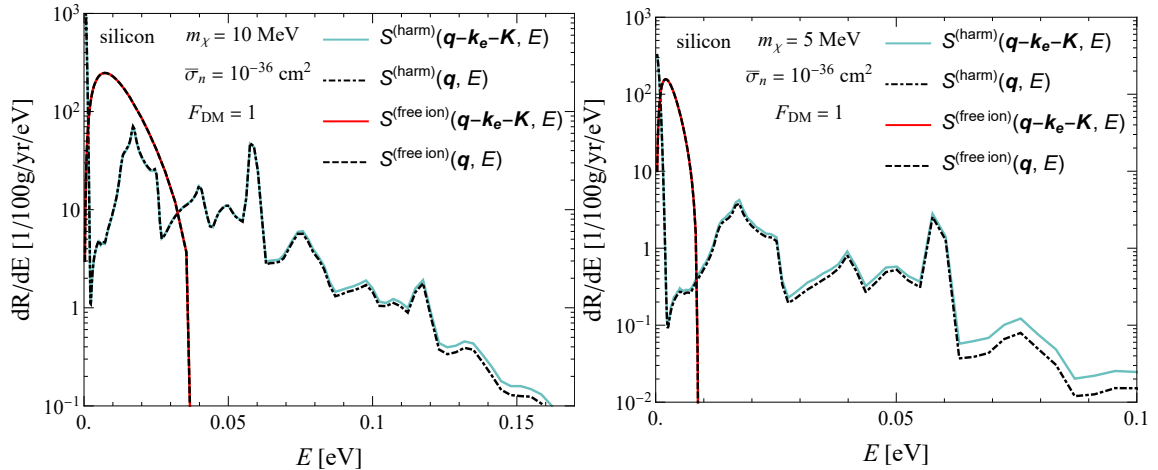 silicon
m_χ = 10 MeV
σ̅_n = 10⁻³⁶ cm²
F_DM = 1
S^(harm)(q–k_e–K, E)
S^(harm)(q, E)
S^(free ion)(q–k_e–K, E)
S^(free ion)(q, E)
dR/dE [1/100g/yr/eV]
10³
10²
10
1
10⁻¹
0.
0.05
0.1
0.15
E [eV]
silicon
m_χ = 5 MeV
σ̅_n = 10⁻³⁶ cm²
F_DM = 1
S^(harm)(q–k_e–K, E)
S^(harm)(q, E)
S^(free ion)(q–k_e–K, E)
S^(free ion)(q, E)
dR/dE [1/100g/yr/eV]
10³
100
10
1
10⁻¹
10⁻²
0.
0.05
0.1
E [eV]